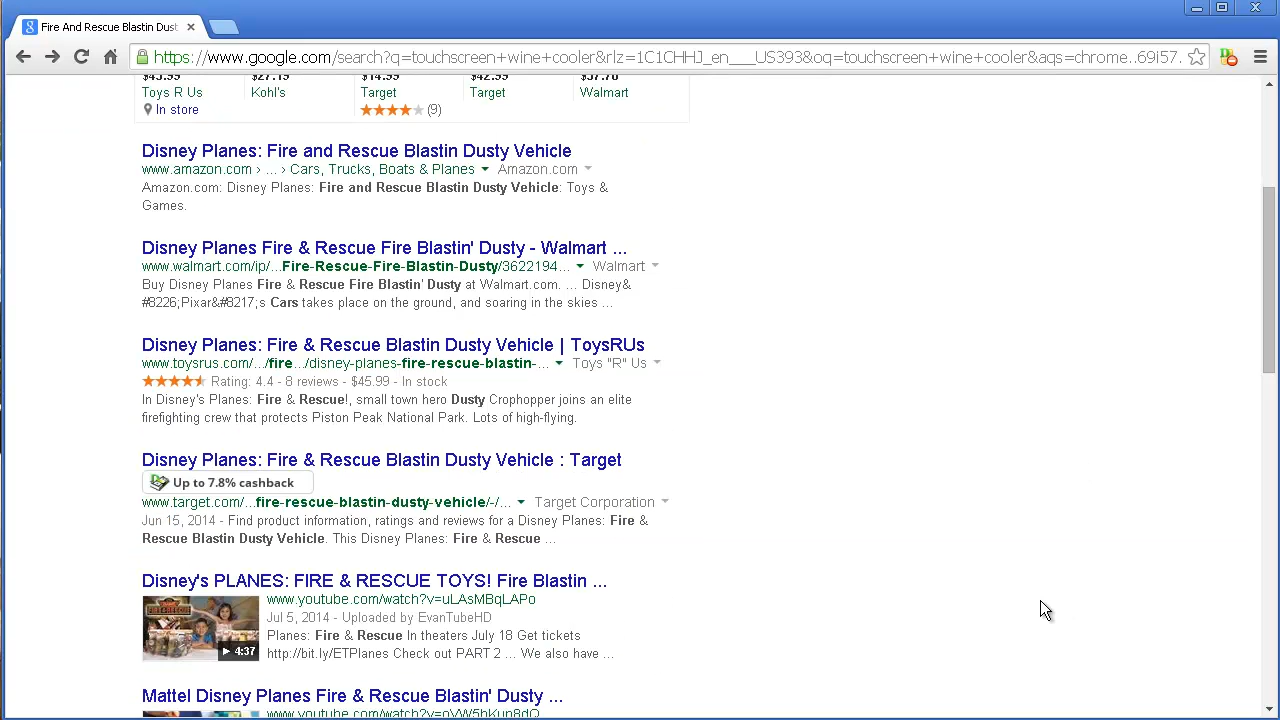 Fire And Rescue Blastin Dust
https://www.google.com/search?q=touchscreen+wine+cooler&rlz=1C1CHHJ_en___US393&oq=touchscreen+wine+cooler&aqs=chrome..69i57.
$45.99 $27.19 $14.99 $42.99 $37.78
Toys R Us Kohl's Target Target Walmart
In store (9)
Disney Planes: Fire and Rescue Blastin Dusty Vehicle
www.amazon.com › ... › Cars, Trucks, Boats & Planes Amazon.com
Amazon.com: Disney Planes: Fire and Rescue Blastin Dusty Vehicle: Toys &
Games.
Disney Planes Fire & Rescue Fire Blastin' Dusty - Walmart ...
www.walmart.com/ip/...Fire-Rescue-Fire-Blastin-Dusty/3622194... Walmart
Buy Disney Planes Fire & Rescue Fire Blastin' Dusty at Walmart.com. ... Disney&
#8226;Pixar&#8217;s Cars takes place on the ground, and soaring in the skies ...
Disney Planes: Fire & Rescue Blastin Dusty Vehicle | ToysRUs
www.toysrus.com/.../fire.../disney-planes-fire-rescue-blastin-... Toys "R" Us
Rating: 4.4 - 8 reviews - $45.99 - In stock
In Disney's Planes: Fire & Rescue!, small town hero Dusty Crophopper joins an elite
firefighting crew that protects Piston Peak National Park. Lots of high-flying.
Disney Planes: Fire & Rescue Blastin Dusty Vehicle : Target
Up to 7.8% cashback
www.target.com/...fire-rescue-blastin-dusty-vehicle/-/... Target Corporation
Jun 15, 2014 - Find product information, ratings and reviews for a Disney Planes: Fire &
Rescue Blastin Dusty Vehicle. This Disney Planes: Fire & Rescue ...
Disney's PLANES: FIRE & RESCUE TOYS! Fire Blastin ...
www.youtube.com/watch?v=uLAsMBqLAPo
Jul 5, 2014 - Uploaded by EvanTubeHD
Planes: Fire & Rescue In theaters July 18 Get tickets
4:37
http://bit.ly/ETPlanes Check out PART 2 ... We also have ...
Mattel Disney Planes Fire & Rescue Blastin' Dusty ...